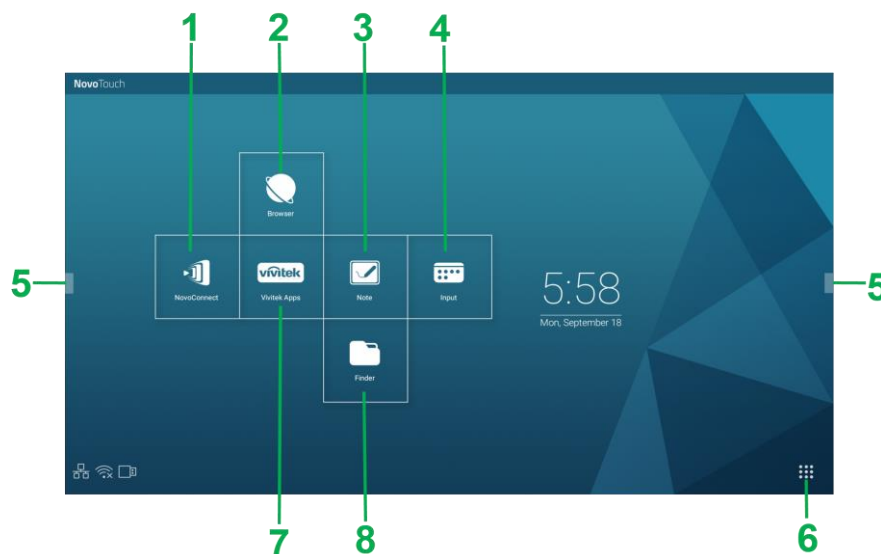 1
2
3
4
NovoTouch
Browser
5
vivitek
NovoConnect
Vivitek Apps
Note
Input
5:58
Mon, September 18
5
Finder
7
8
6